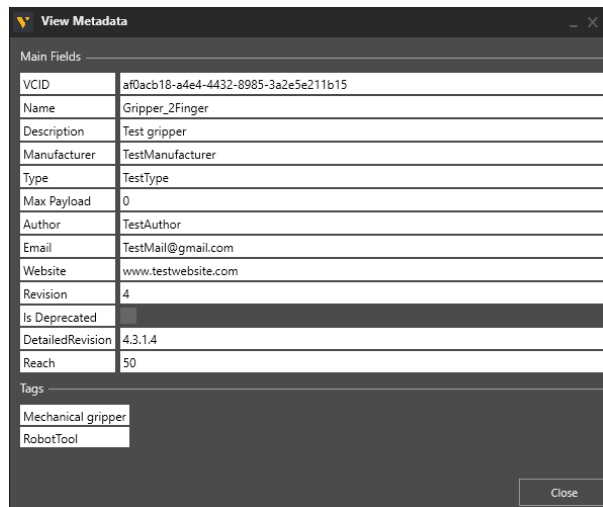 View Metadata
Main Fields
VCID af0acb18-a4e4-4432-8985-3a2e5e211b15
Name Gripper_2Finger
Description Test gripper
Manufacturer TestManufacturer
Type TestType
Max Payload 0
Author TestAuthor
Email TestMail@gmail.com
Website www.testwebsite.com
Revision 4
Is Deprecated
DetailedRevision 4.3.1.4
Reach 50
Tags
Mechanical gripper
RobotTool
Close